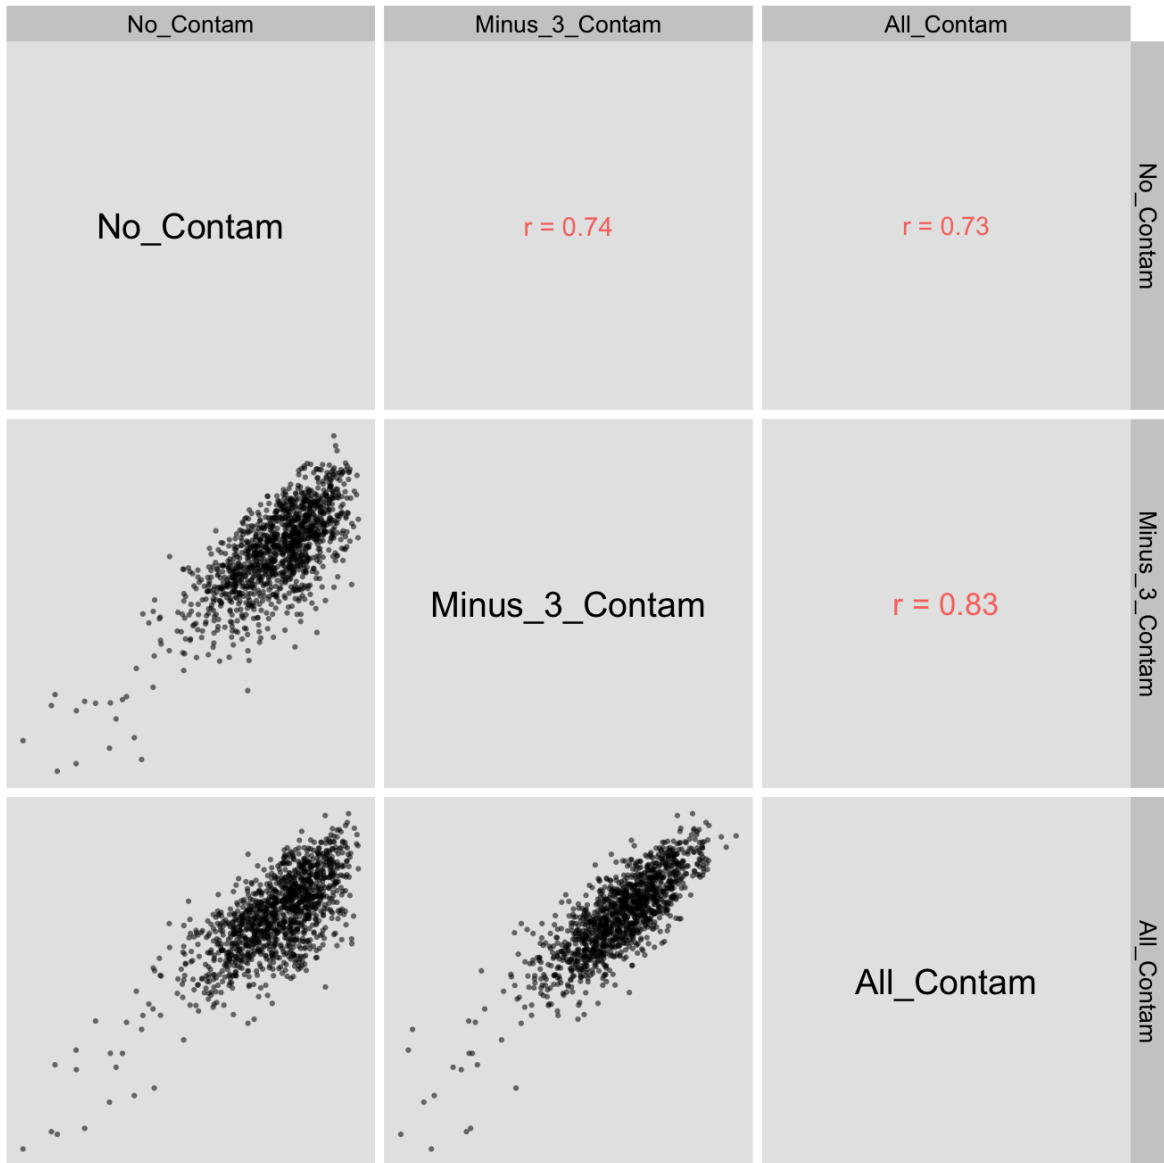 No_Contam
Minus_3_Contam
All_Contam
No_Contam
r = 0.74
r = 0.73
No_Contam
Minus_3_Contam
r = 0.83
Minus_3_Contam
All_Contam
All_Contam